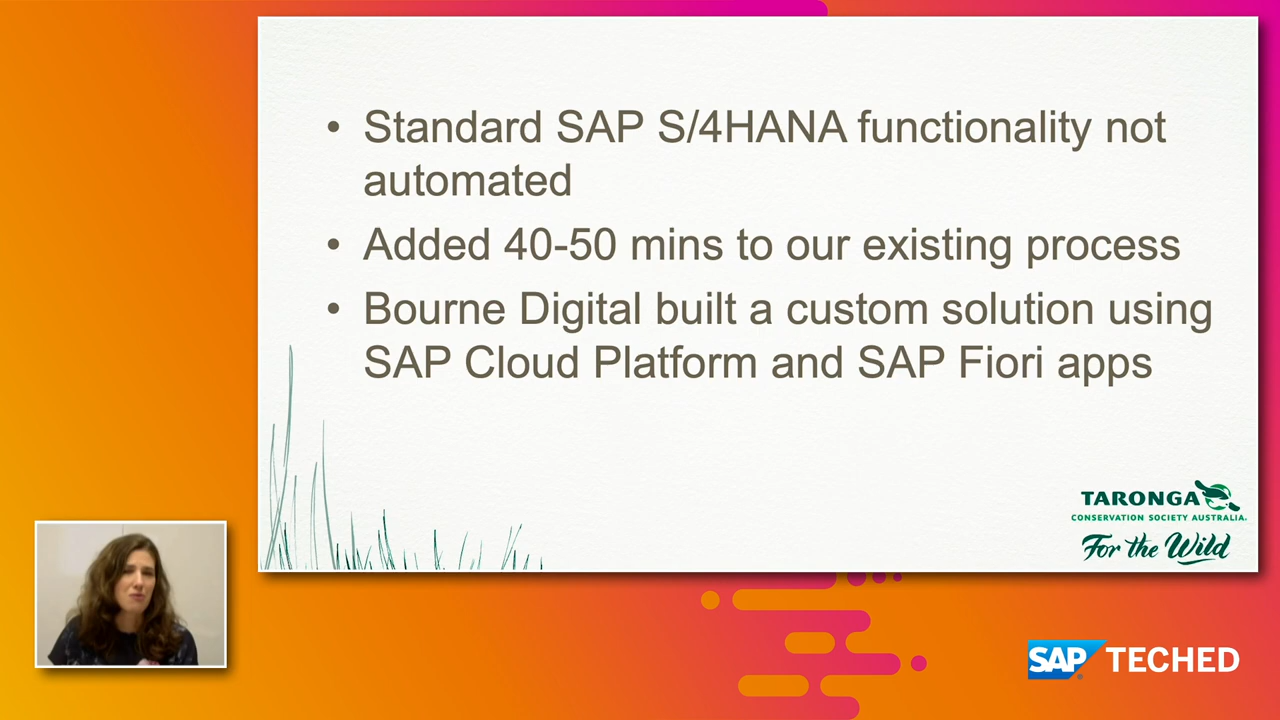 • Standard SAP S/4HANA functionality not
automated
• Added 40-50 mins to our existing process
• Bourne Digital built a custom solution using
SAP Cloud Platform and SAP Fiori apps
TARONGA
CONSERVATION SOCIETY AUSTRALIA
For the Wild
SAP TECHED